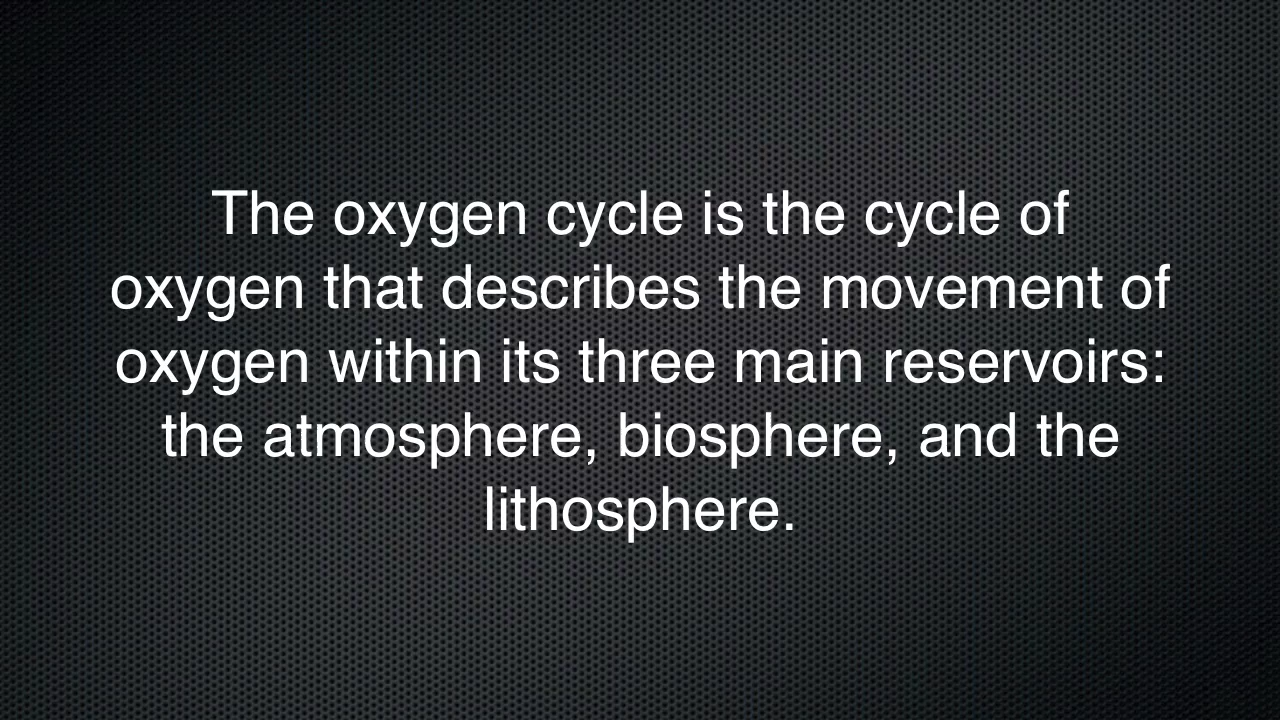 The oxygen cycle is the cycle of
oxygen that describes the movement of
oxygen within its three main reservoirs:
the atmosphere, biosphere, and the
lithosphere.